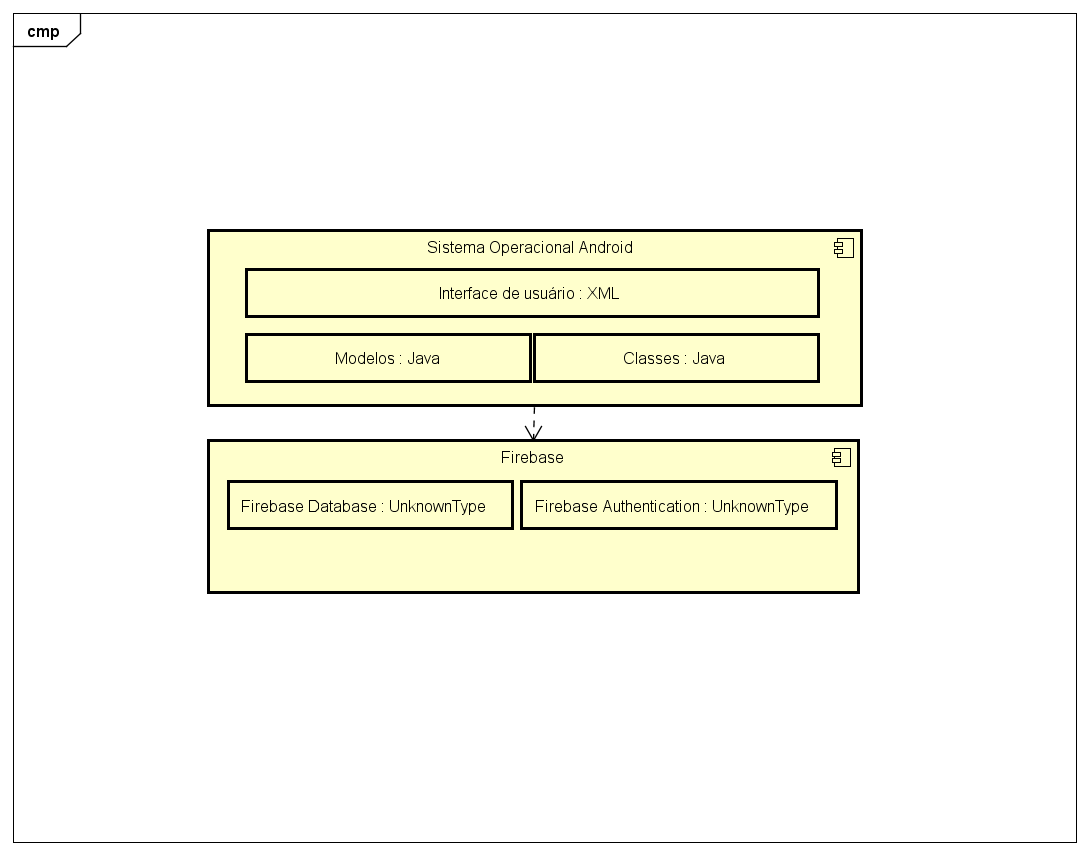 cmp
Sistema Operacional Android
Interface de usuário : XML
Modelos : Java
Classes : Java
Firebase
Firebase Database : UnknownType
Firebase Authentication : UnknownType